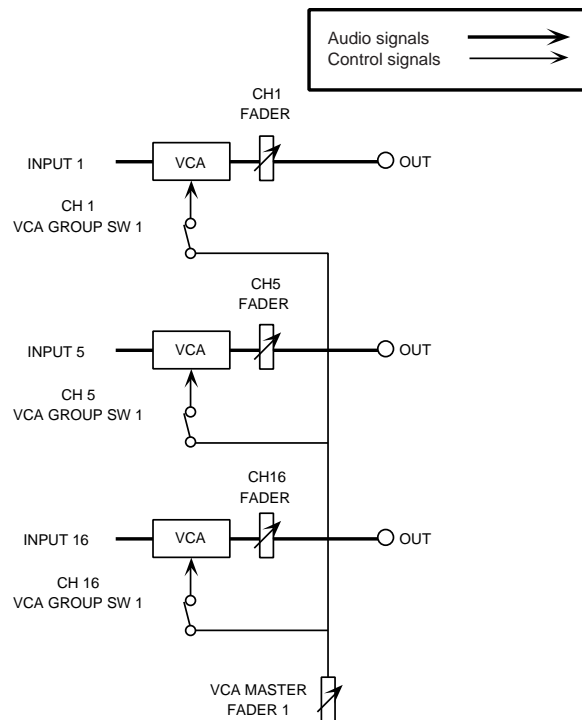 Audio signals
Control signals
CH1
FADER
INPUT 1
VCA
OUT
CH 1
VCA GROUP SW 1
CH5
FADER
INPUT 5
VCA
OUT
CH 5
VCA GROUP SW 1
CH16
FADER
INPUT 16
VCA
OUT
CH 16
VCA GROUP SW 1
VCA MASTER
FADER 1